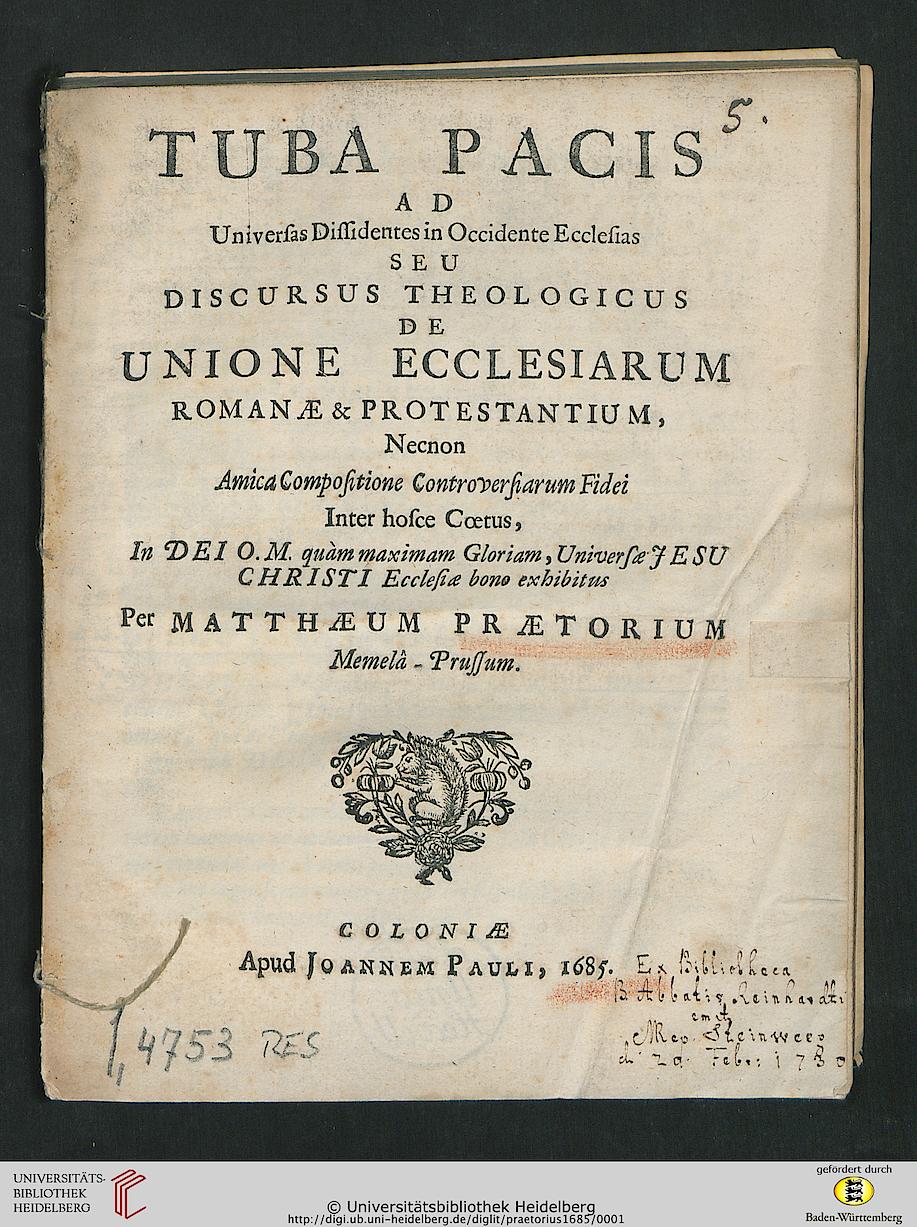 5.
TUBA PACIS
AD
Univerſas Diſſidentes in Occidente Eccleſias
SEU
DISCURSUS THEOLOGICUS
DE
UNIONE ECCLESIARUM
ROMANÆ & PROTESTANTIUM,
Necnon
Amica Compoſitione Controverſiarum Fidei
Inter hoſce Cœtus,
In DEI O. M. quàm maximam Gloriam, Univerſæ JESU
CHRISTI Eccleſiæ bono exhibitus
Per MATTHÆUM PRÆTORIUM
Memelâ - Pruſſum.
COLONIÆ
Apud JOANNEM PAULI, 1685.
Ex Bibliotheca
B. Abbatis Reinhardti
emit
d. 20. Febr. 17
4753 RES
UNIVERSITÄTS-
BIBLIOTHEK
HEIDELBERG
© Universitätsbibliothek Heidelberg
http://digi.ub.uni-heidelberg.de/diglit/praetorius1685/0001
gefördert durch
Baden-Württemberg